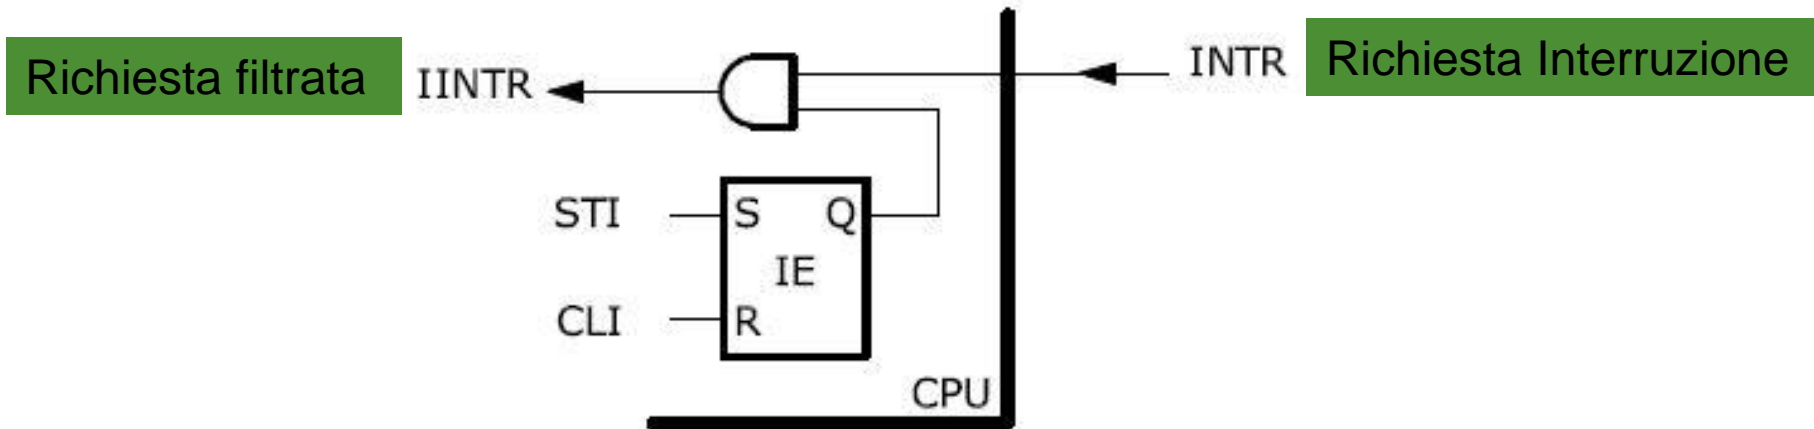 Richiesta filtrata
IINTR
INTR
Richiesta Interruzione
STI
S
Q
IE
CLI
R
CPU